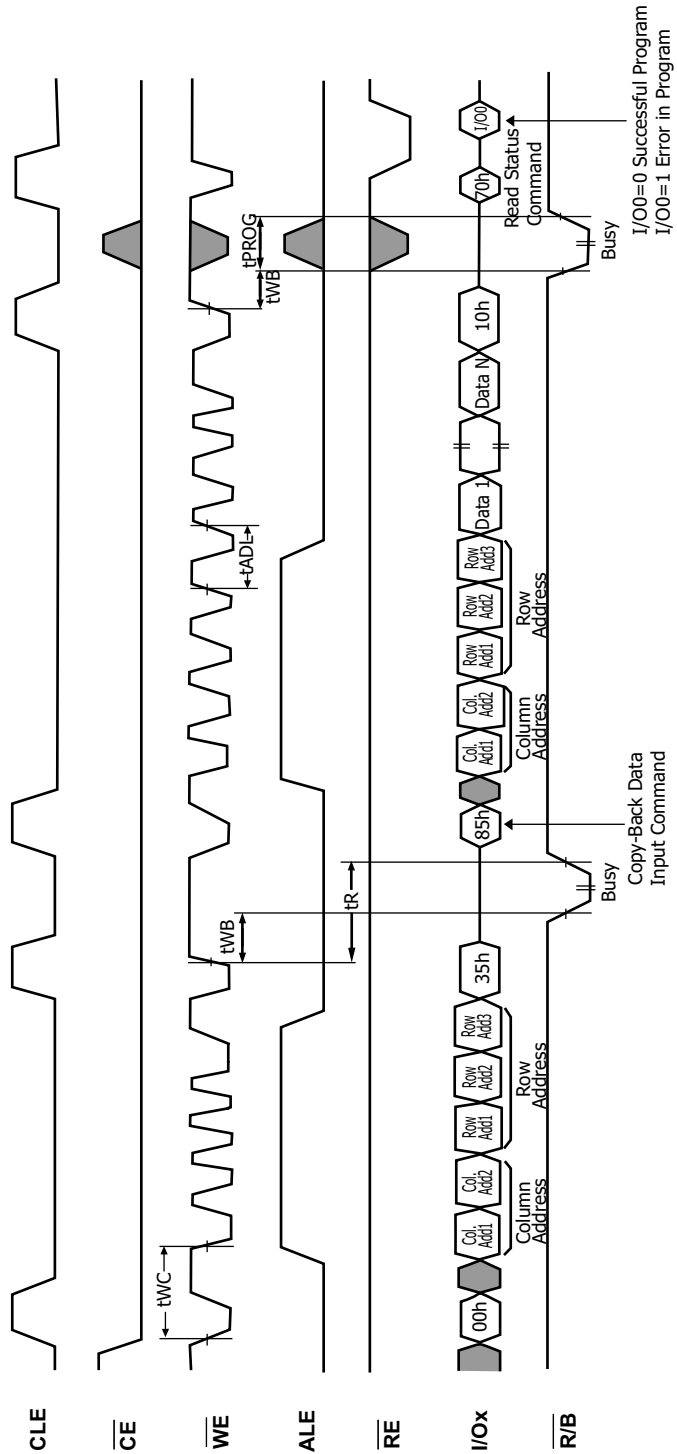 CLE
CE
WE
ALE
RE
I/Ox
R/B
tWC
tWB
tR
tADL
tWB
tPROG
00h
Col.
Add1
Col.
Add2
Row
Add1
Row
Add2
Row
Add3
35h
85h
Col.
Add1
Col.
Add2
Row
Add1
Row
Add2
Row
Add3
Data 1
Data N
10h
70h
I/O0
Column
Address
Row
Address
Column
Address
Row
Address
Read Status
Command
Busy
Busy
Copy-Back Data
Input Command
I/O0=0 Successful Program
I/O0=1 Error in Program